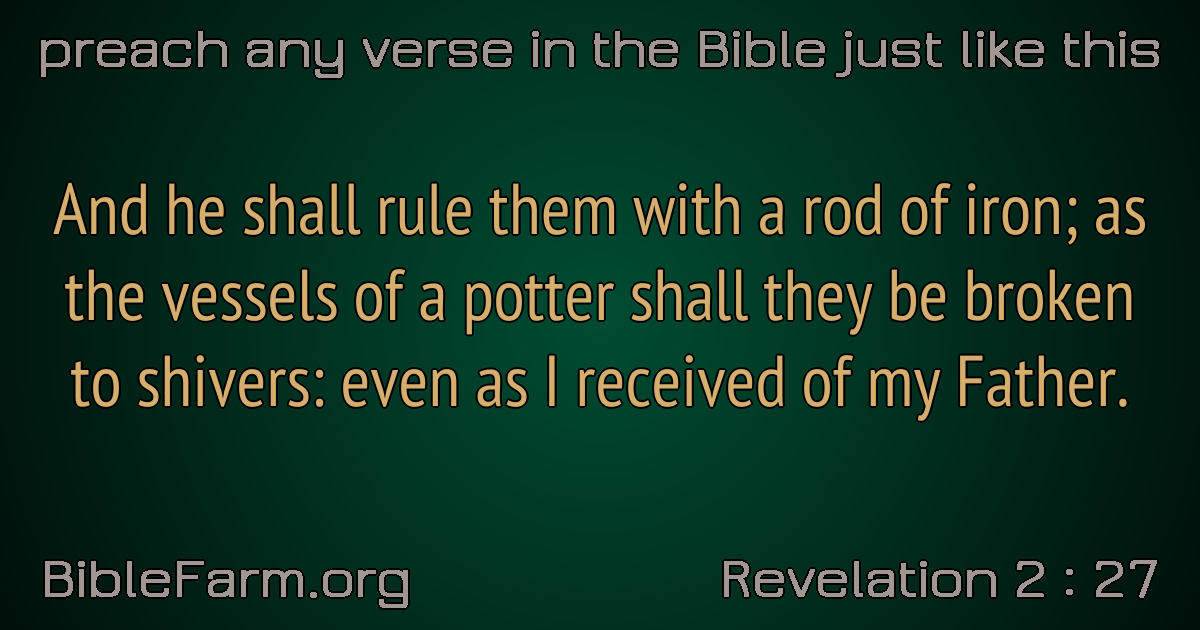 preach any verse in the Bible just like this
And he shall rule them with a rod of iron; as
the vessels of a potter shall they be broken
to shivers: even as I received of my Father.
BibleFarm.org
Revelation 2 : 27